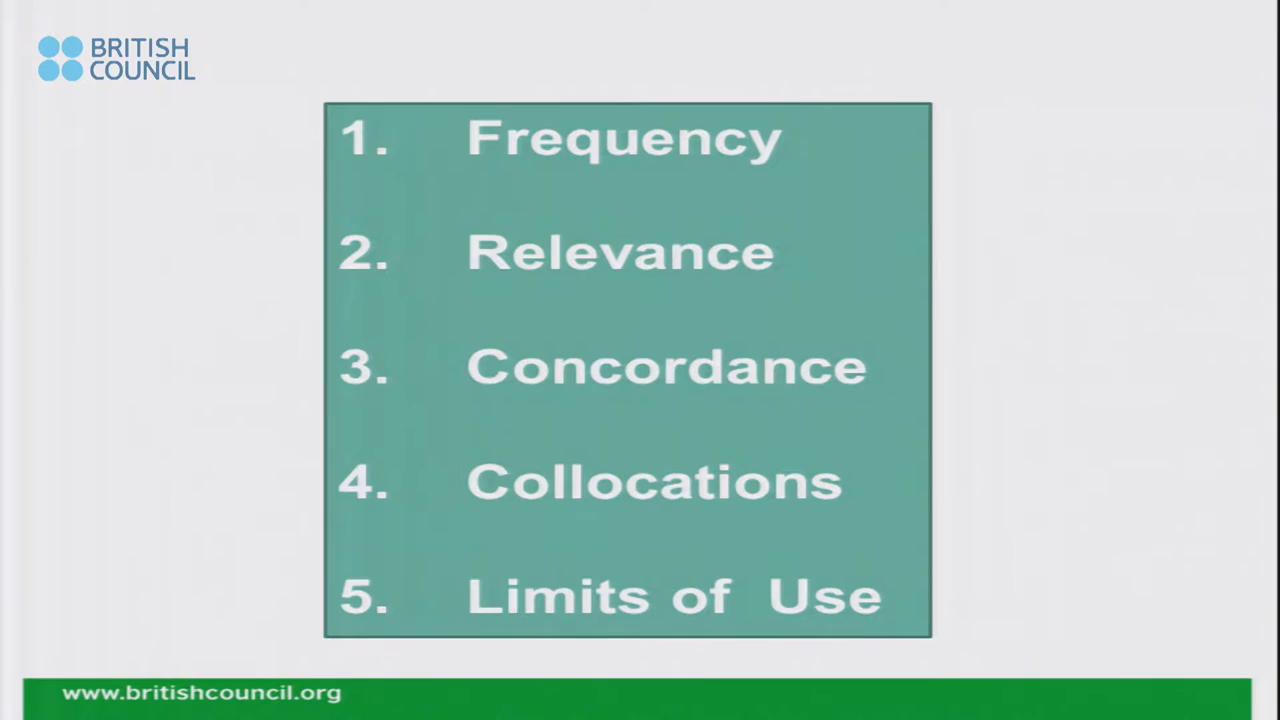 BRITISH
COUNCIL
1. Frequency
2. Relevance
3. Concordance
4. Collocations
5. Limits of Use
www.britishcouncil.org